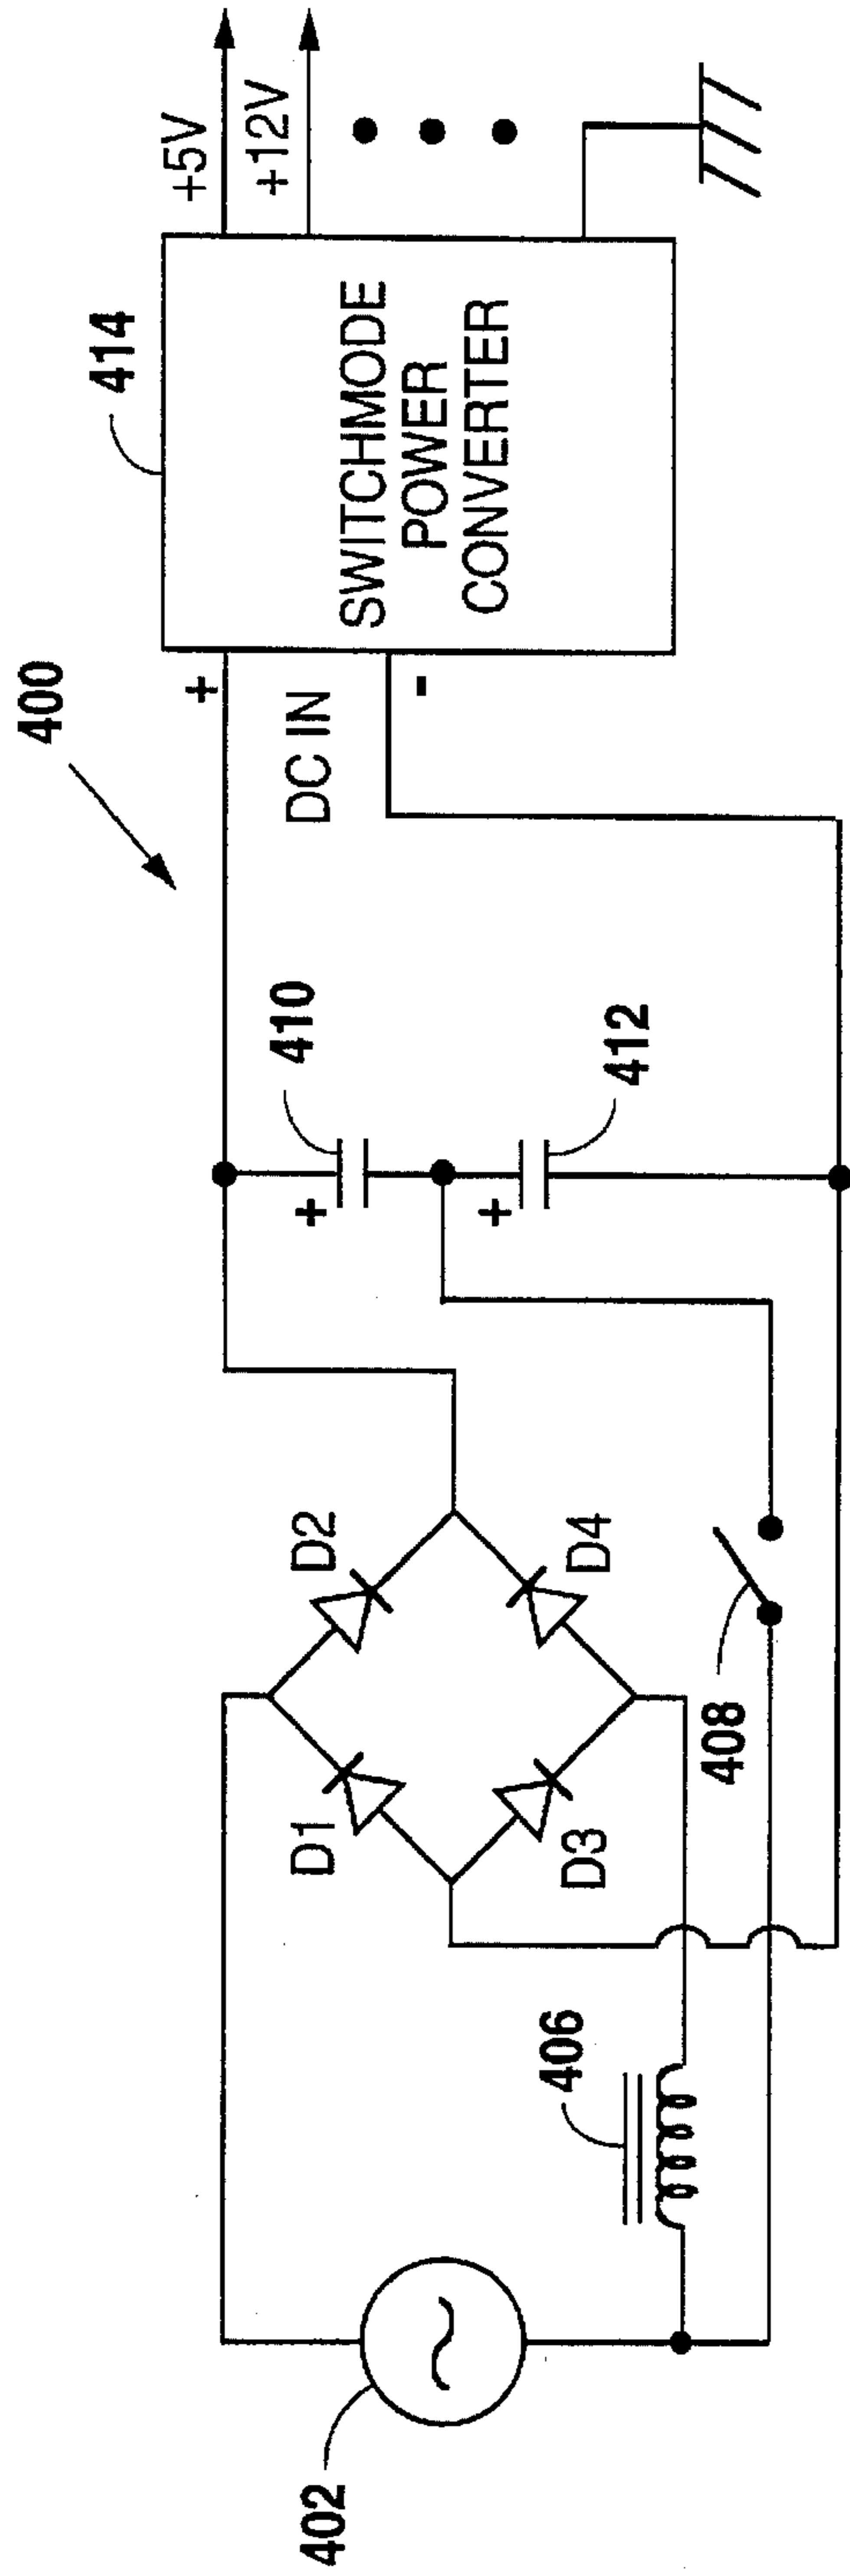 400
414
+5V
+12V
+
DC IN
-
SWITCHMODE
POWER
CONVERTER
410
+
412
+
D2
D1
D4
D3
408
406
402